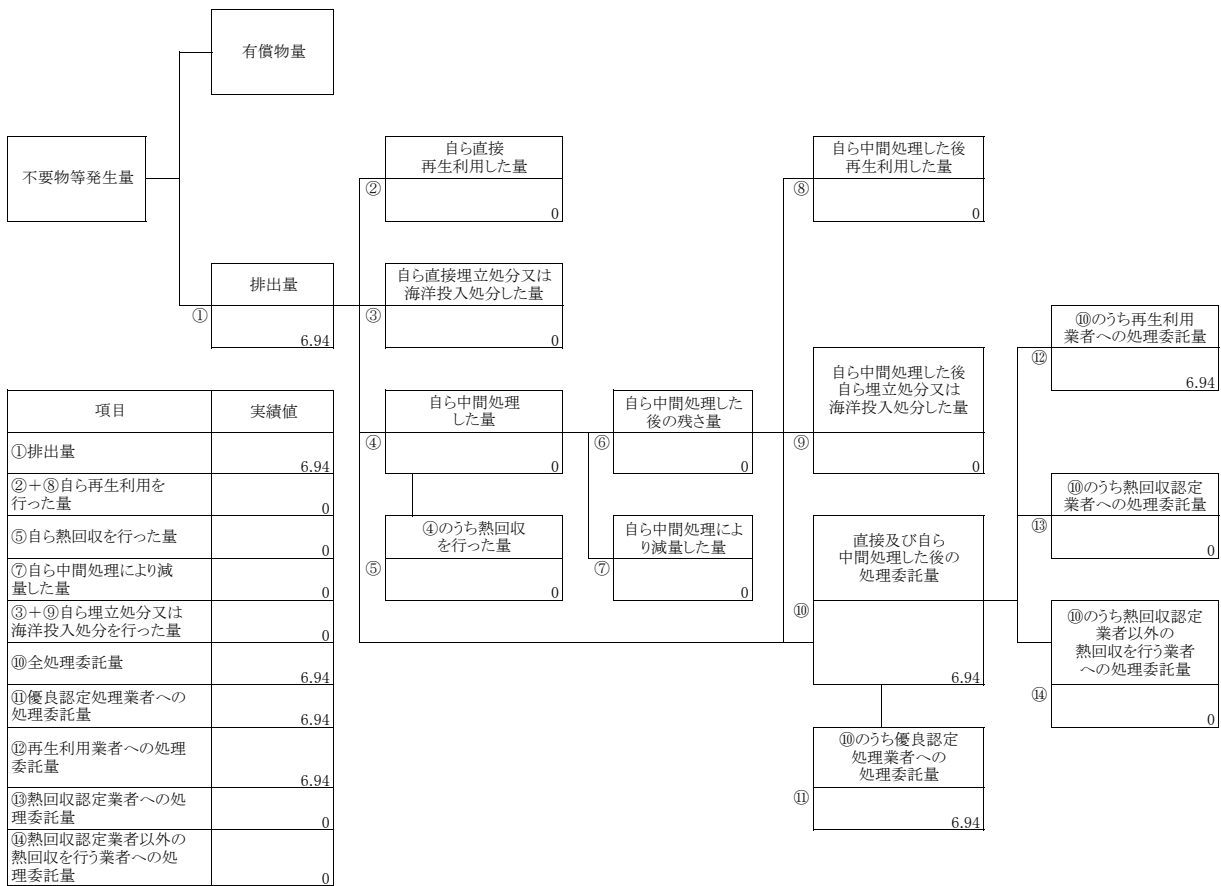 有償物量
不要物等発生量
排出量
①
6.94
自ら直接
再生利用した量
②
0
自ら直接埋立処分又は
海洋投入処分した量
③
0
自ら中間処理
した量
④
0
④のうち熱回収
を行った量
⑤
0
自ら中間処理した
後の残さ量
⑥
0
自ら中間処理によ
り減量した量
⑦
0
自ら中間処理した後
再生利用した量
⑧
0
自ら中間処理した後
自ら埋立処分又は
海洋投入処分した量
⑨
0
直接及び自ら
中間処理した後の
処理委託量
⑩
6.94
⑩のうち優良認定
処理業者への
処理委託量
⑪
6.94
⑩のうち再生利用
業者への処理委託量
⑫
6.94
⑩のうち熱回収認定
業者への処理委託量
⑬
0
⑩のうち熱回収認定
業者以外の
熱回収を行う業者
への処理委託量
⑭
0
項目 実績値
①排出量
6.94
②＋⑧自ら再生利用を
行った量
0
⑤自ら熱回収を行った量
0
⑦自ら中間処理により減
量した量
0
③＋⑨自ら埋立処分又は
海洋投入処分を行った量
0
⑩全処理委託量
6.94
⑪優良認定処理業者への
処理委託量
6.94
⑫再生利用業者への処理
委託量
6.94
⑬熱回収認定業者への処
理委託量
0
⑭熱回収認定業者以外の
熱回収を行う業者への処
理委託量
0